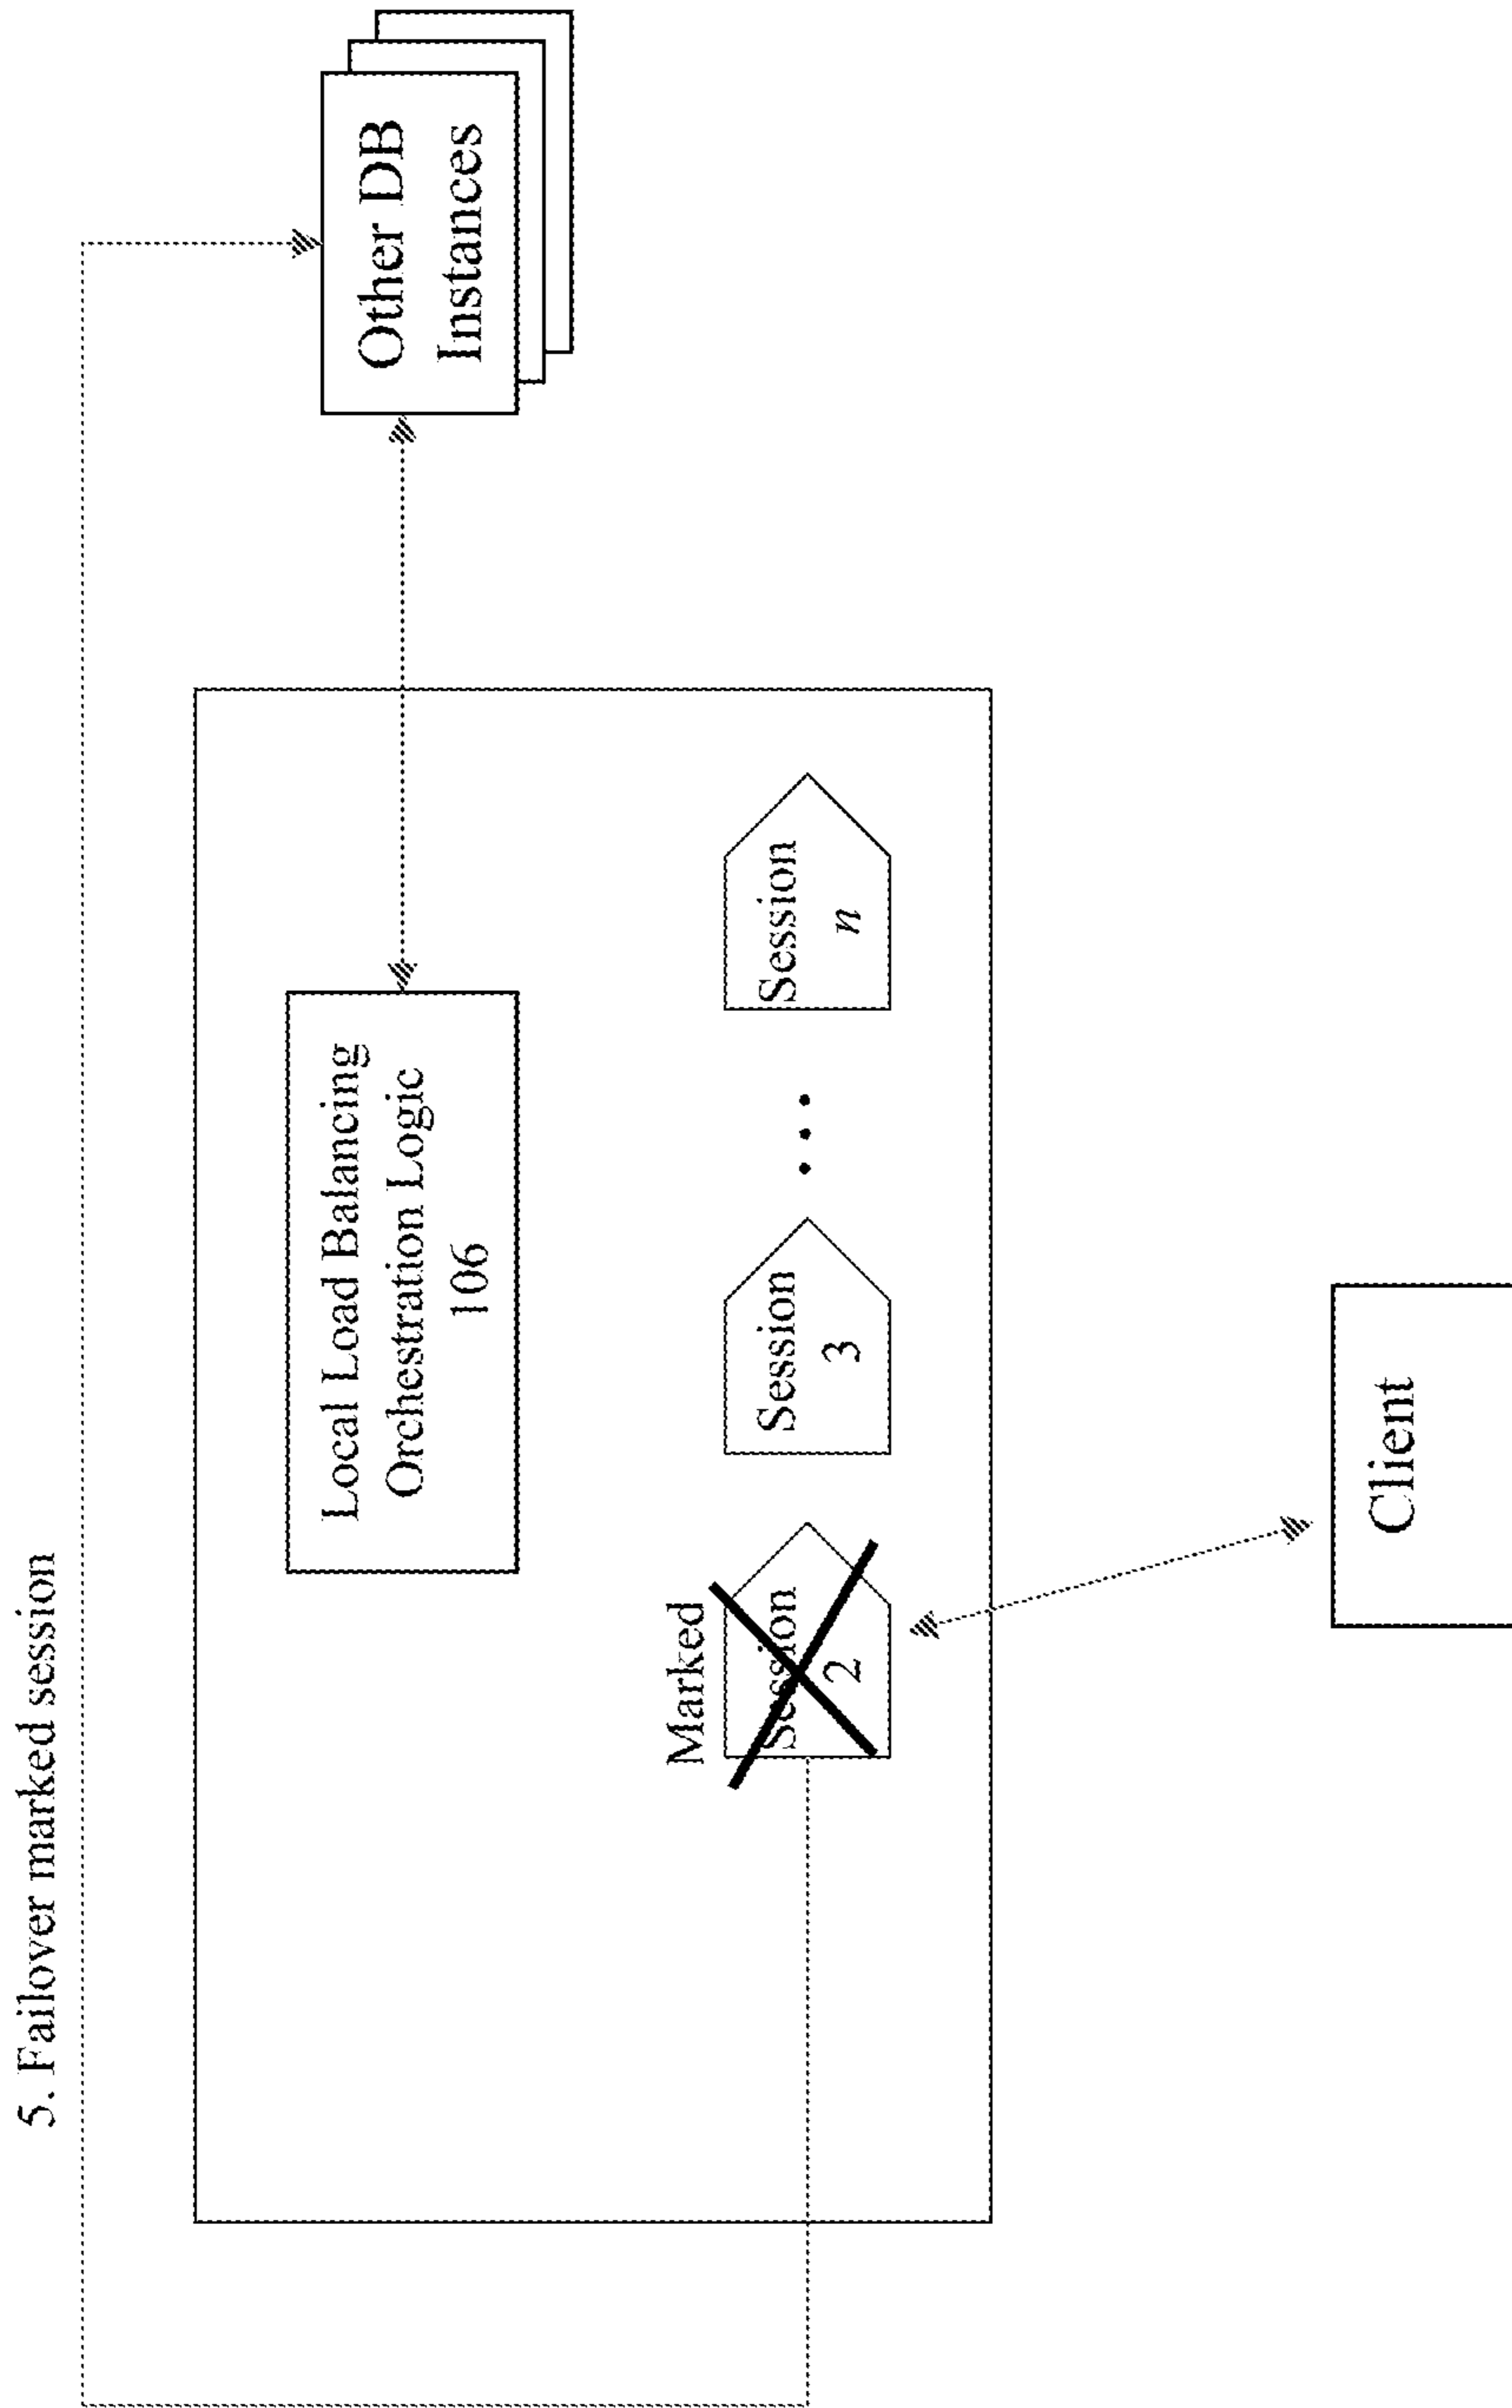 5. Failover marked session
Local Load Balancing
Orchestration Logic
106
Other DB
Instances
Marked
Session
2
Session
3
Session
n
Client